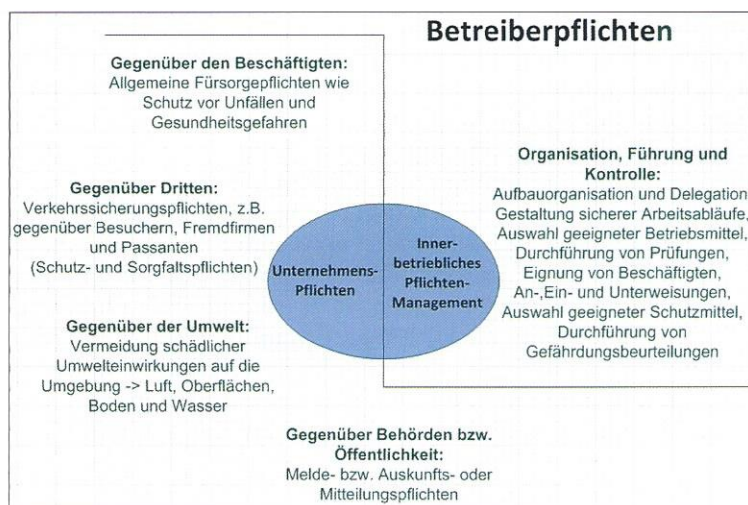 Betreiberpflichten
Gegenüber den Beschäftigten:
Allgemeine Fürsorgepflichten wie
Schutz vor Unfällen und
Gesundheitsgefahren
Gegenüber Dritten:
Verkehrssicherungspflichten, z.B.
gegenüber Besuchern, Fremdfirmen
und Passanten
(Schutz- und Sorgfaltspflichten)
Gegenüber der Umwelt:
Vermeidung schädlicher
Umwelteinwirkungen auf die
Umgebung -> Luft, Oberflächen,
Boden und Wasser
Unternehmens-
Pflichten
Inner-
betriebliches
Pflichten-
Management
Organisation, Führung und
Kontrolle:
Aufbauorganisation und Delegation
Gestaltung sicherer Arbeitsabläufe,
Auswahl geeigneter Betriebsmittel,
Durchführung von Prüfungen,
Eignung von Beschäftigten,
An-,Ein- und Unterweisungen,
Auswahl geeigneter Schutzmittel,
Durchführung von
Gefährdungsbeurteilungen
Gegenüber Behörden bzw.
Öffentlichkeit:
Melde- bzw. Auskunfts- oder
Mitteilungspflichten